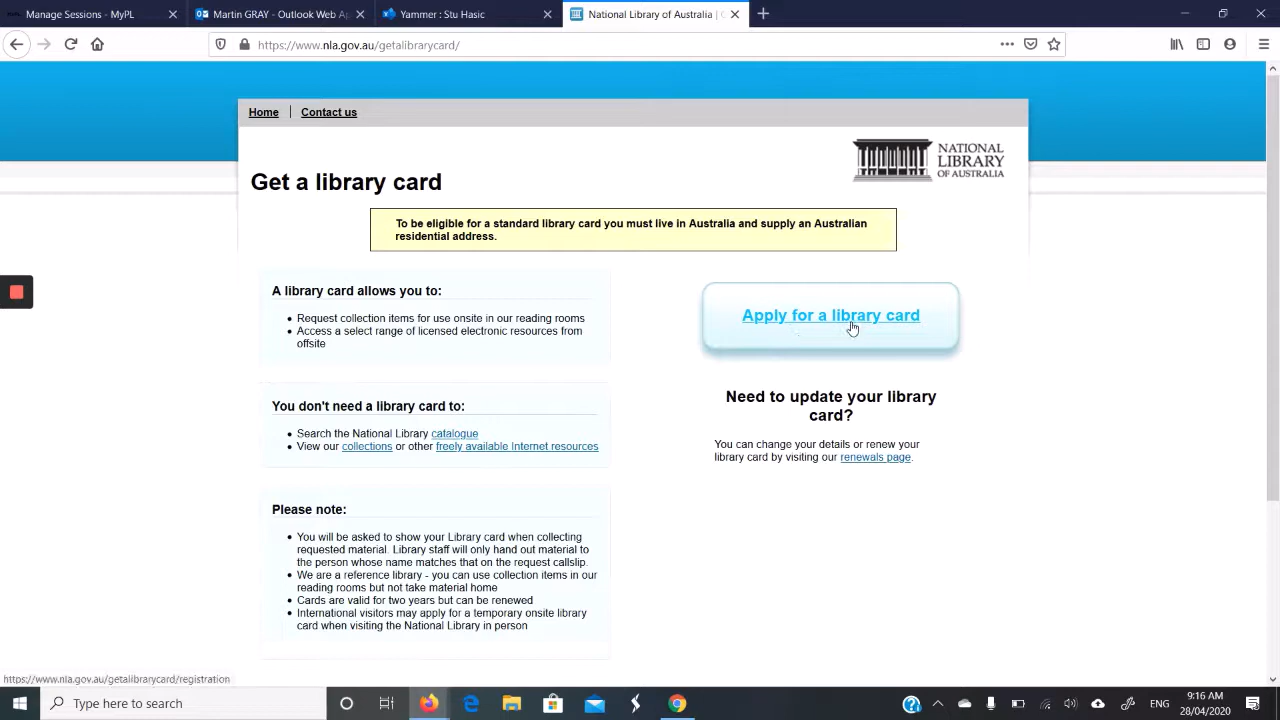 Manage Sessions - MyPL
Martin GRAY - Outlook Web Ap
Yammer : Stu Hasic
National Library of Australia | G
https://www.nla.gov.au/getalibrarycard/
Home
Contact us
NATIONAL
LIBRARY
OF AUSTRALIA
Get a library card
To be eligible for a standard library card you must live in Australia and supply an Australian
residential address.
A library card allows you to:
• Request collection items for use onsite in our reading rooms
• Access a select range of licensed electronic resources from
offsite
You don't need a library card to:
• Search the National Library catalogue
• View our collections or other freely available Internet resources
Please note:
• You will be asked to show your Library card when collecting
requested material. Library staff will only hand out material to
the person whose name matches that on the request callslip.
• We are a reference library - you can use collection items in our
reading rooms but not take material home
• Cards are valid for two years but can be renewed
• International visitors may apply for a temporary onsite library
card when visiting the National Library in person
Apply for a library card
Need to update your library
card?
You can change your details or renew your
library card by visiting our renewals page.
https://www.nla.gov.au/getalibrarycard/registration
Type here to search
ENG
9:16 AM
28/04/2020